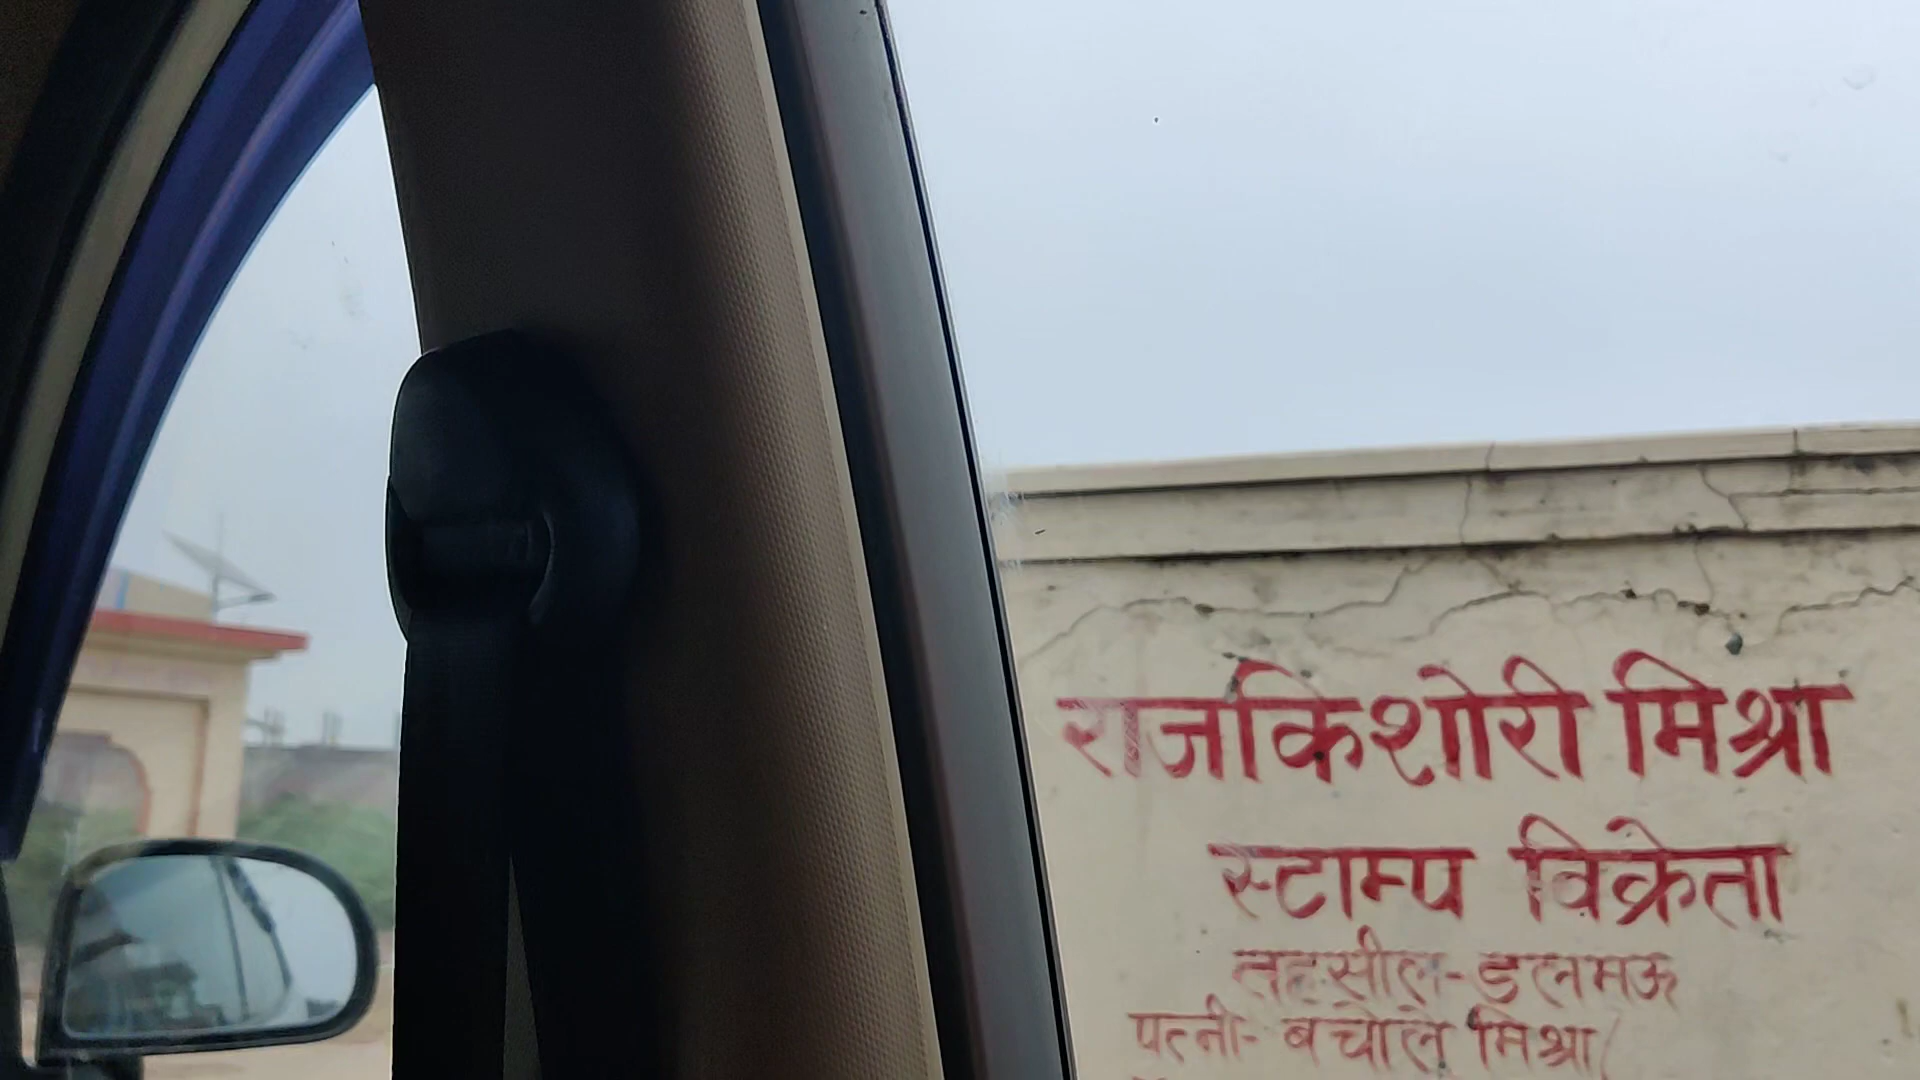 राजकिशोरी मिश्रा
स्टाम्प विक्रेता
तहसील-डलमऊ
पत्नी- बचोले मिश्रा